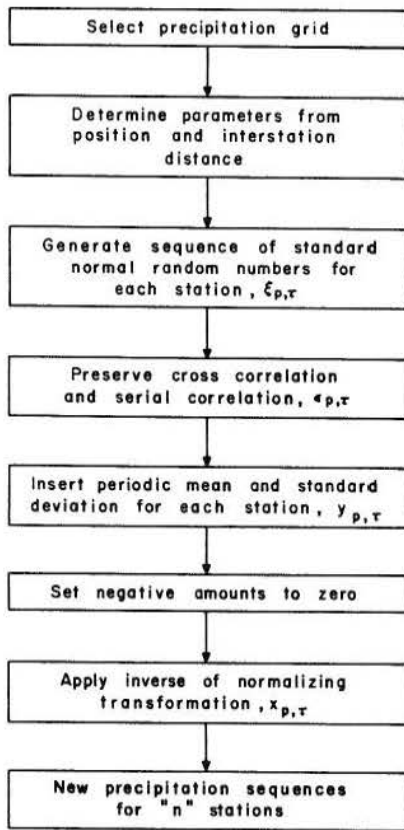 Select precipitation grid
Determine parameters from
position and interstation
distance
Generate sequence of standard
normal random numbers for
each station, ξp,τ
Preserve cross correlation
and serial correlation, ϵp,τ
Insert periodic mean and standard
deviation for each station, yp,τ
Set negative amounts to zero
Apply inverse of normalizing
transformation, xp,τ
New precipitation sequences
for "n" stations